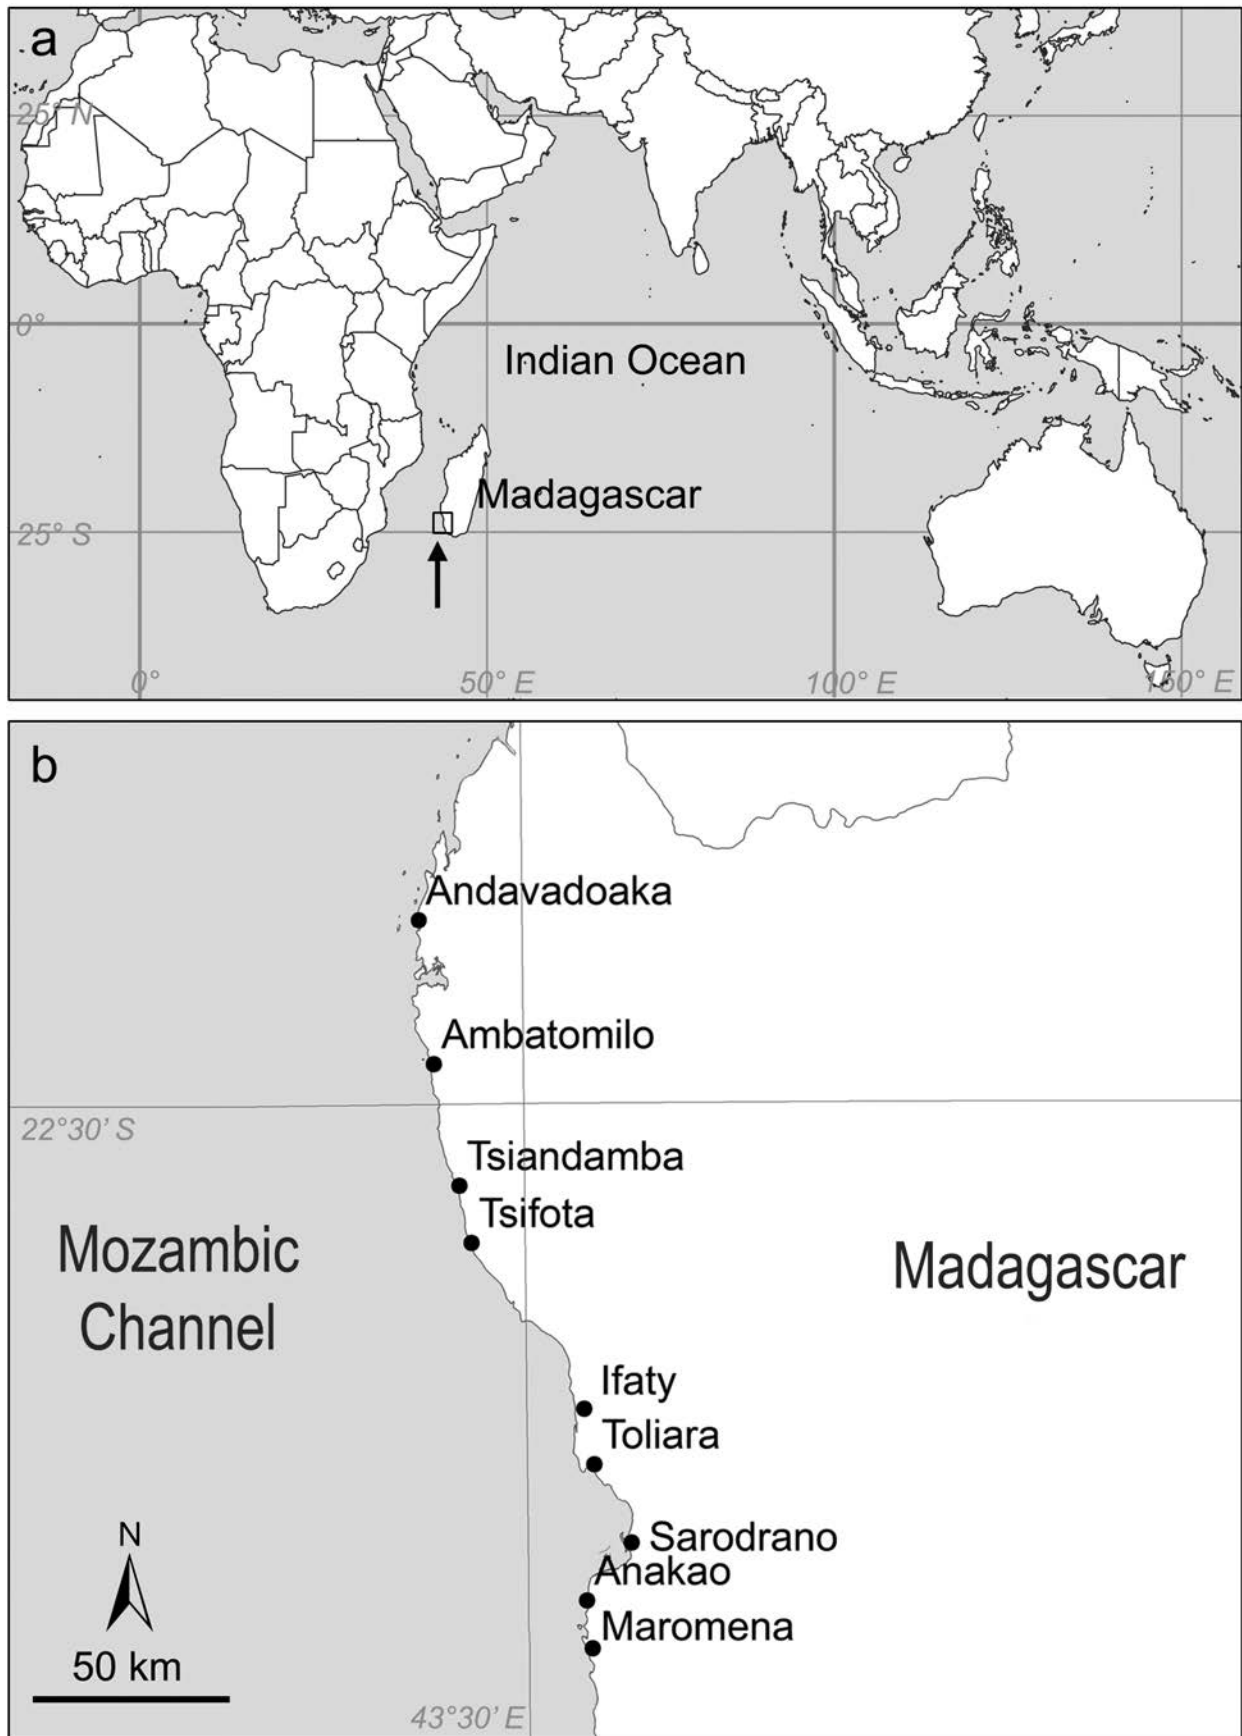 a
25° N
0°
Indian Ocean
Madagascar
25° S
0°
50° E
100° E
150° E
b
Andavadoaka
Ambatomilo
22°30’ S
Tsiandamba
Tsifota
Mozambic
Channel
Madagascar
Ifaty
Toliara
Sarodrano
Anakao
Maromena
N
50 km
43°30’ E